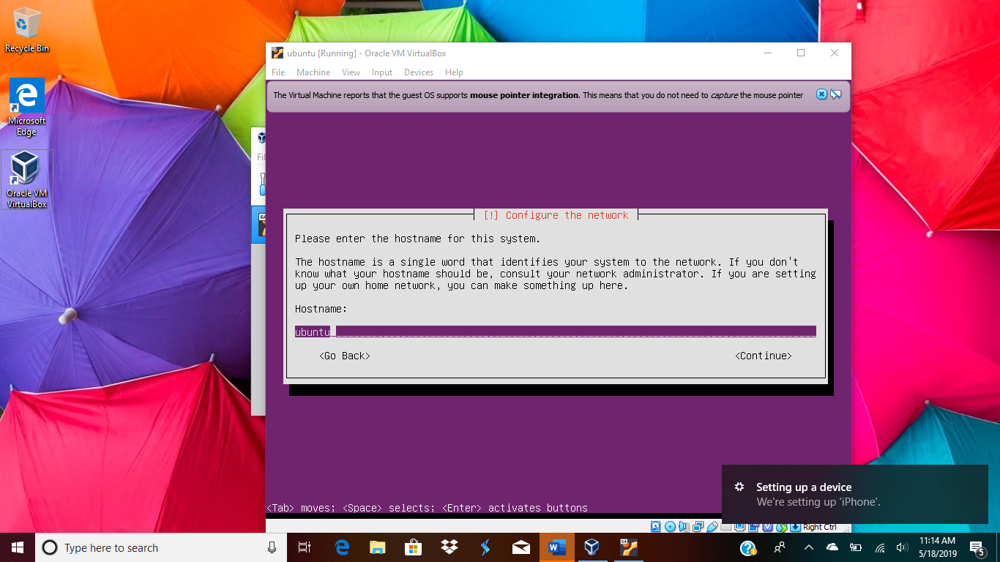 Recycle Bin
Microsoft
Edge
Oracle VM
VirtualBox
ubuntu [Running] - Oracle VM VirtualBox
File Machine View Input Devices Help
The Virtual Machine reports that the guest OS supports mouse pointer integration. This means that you do not need to capture the mouse pointer
[!] Configure the network
Please enter the hostname for this system.
The hostname is a single word that identifies your system to the network. If you don't
know what your hostname should be, consult your network administrator. If you are setting
up your own home network, you can make something up here.
Hostname:
ubuntu
<Go Back> <Continue>
<Tab> moves; <Space> selects; <Enter> activates buttons
Setting up a device
We're setting up 'iPhone'.
Right Ctrl
Type here to search
11:14 AM
5/18/2019
5